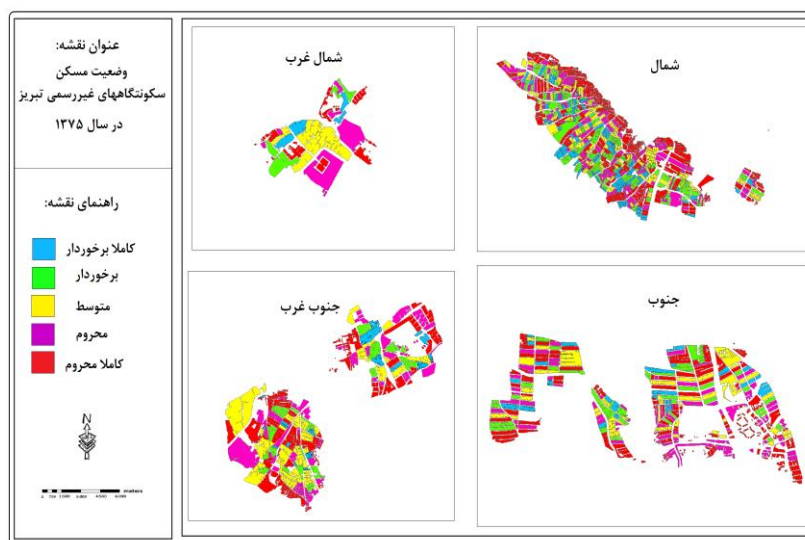 عنوان نقشه:
وضعیت مسکن
سکونتگاههای غیررسمی تبریز
در سال ۱۳۷۵
راهنمای نقشه:
کاملا برخوردار
برخوردار
متوسط
محروم
کاملا محروم
N
meters
شمال غرب
شمال
جنوب غرب
جنوب